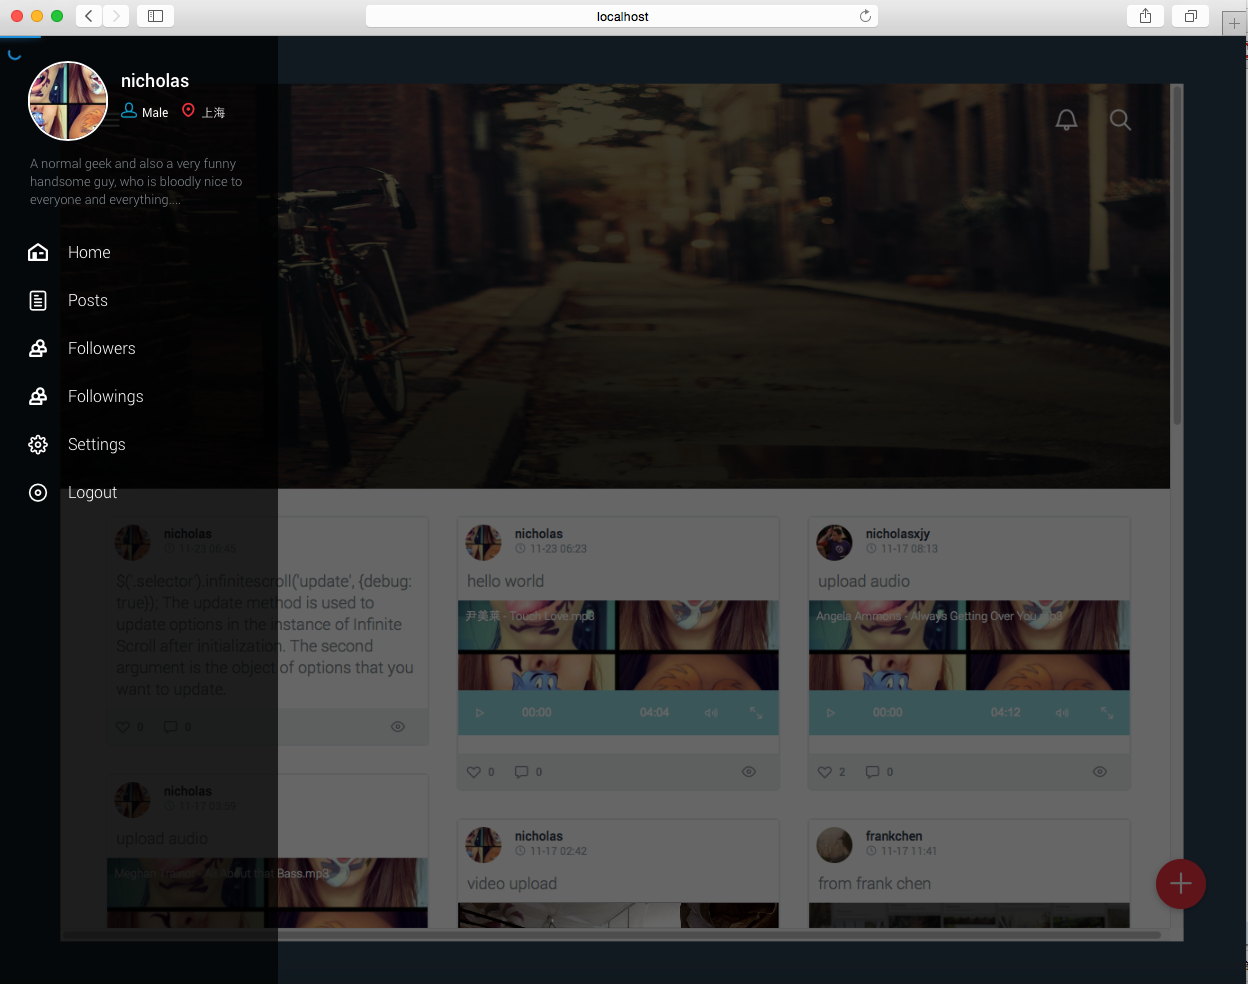 localhost
nicholas
Male 上海
A normal geek and also a very funny
handsome guy, who is bloodly nice to
everyone and everything....
Home
Posts
Followers
Followings
Settings
Logout
nicholas
11-23 06:45
$('.selector').infinitescroll('update', {debug:
true}); The update method is used to
update options in the instance of Infinite
Scroll after initialization. The second
argument is the object of options that you
want to update.
0 0
nicholas
11-23 06:23
hello world
尹美莱 - Touch Love.mp3
00:00 04:04
0 0
nicholasxjy
11-17 08:13
upload audio
Angela Ammons - Always Getting Over You.mp3
00:00 04:12
2 0
nicholas
11-17 02:59
upload audio
Meghan Trainor - All About that Bass.mp3
nicholas
11-17 02:42
video upload
frankchen
11-17 11:41
from frank chen